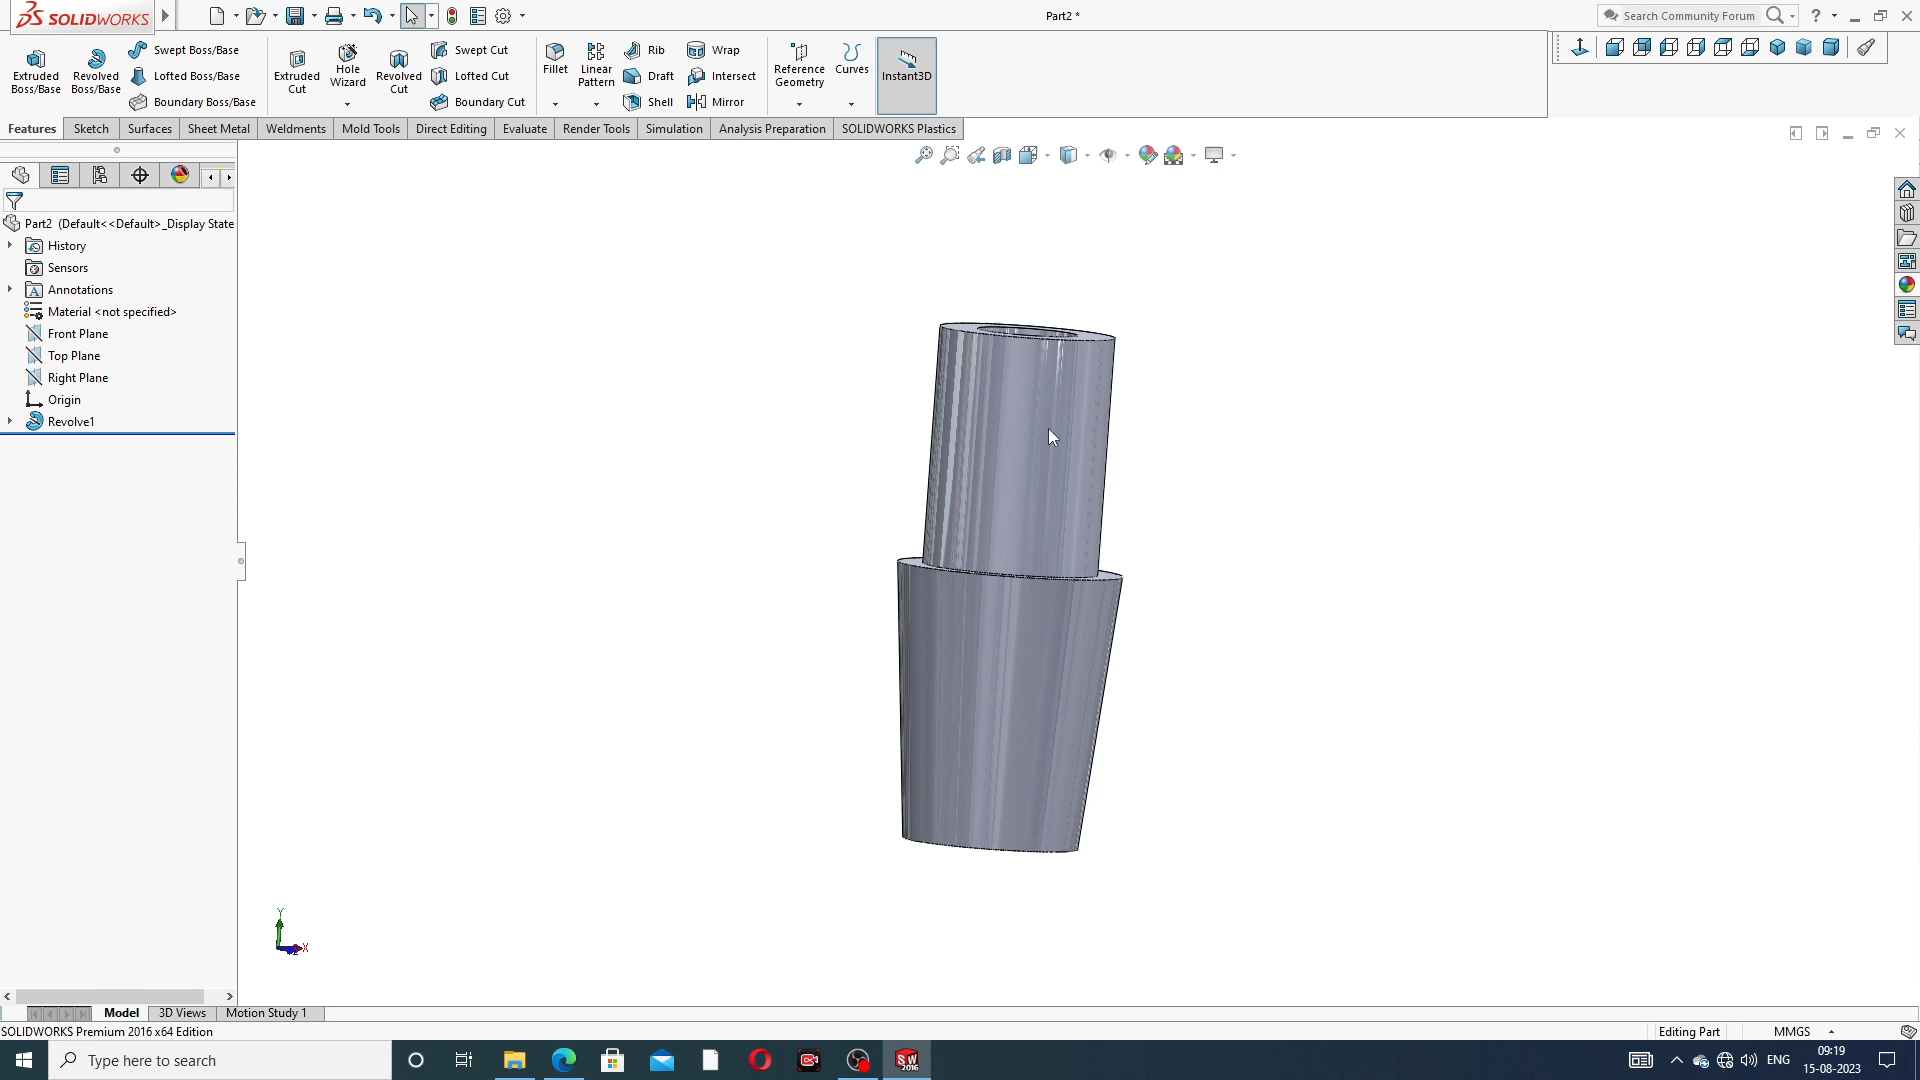 SOLIDWORKS
Part2 *
Search Community Forum
?
Extruded Boss/Base
Revolved Boss/Base
Swept Boss/Base
Lofted Boss/Base
Boundary Boss/Base
Extruded Cut
Hole Wizard
Revolved Cut
Swept Cut
Lofted Cut
Boundary Cut
Fillet
Linear Pattern
Rib
Draft
Shell
Wrap
Intersect
Mirror
Reference Geometry
Curves
Instant3D
Features Sketch Surfaces Sheet Metal Weldments Mold Tools Direct Editing Evaluate Render Tools Simulation Analysis Preparation SOLIDWORKS Plastics
Part2 (Default<<Default>_Display State
History
Sensors
A Annotations
Material <not specified>
Front Plane
Top Plane
Right Plane
Origin
Revolve1
Y
X
Model 3D Views Motion Study 1
SOLIDWORKS Premium 2016 x64 Edition
Editing Part
MMGS
Type here to search
SW 2016
ENG
09:19
15-08-2023